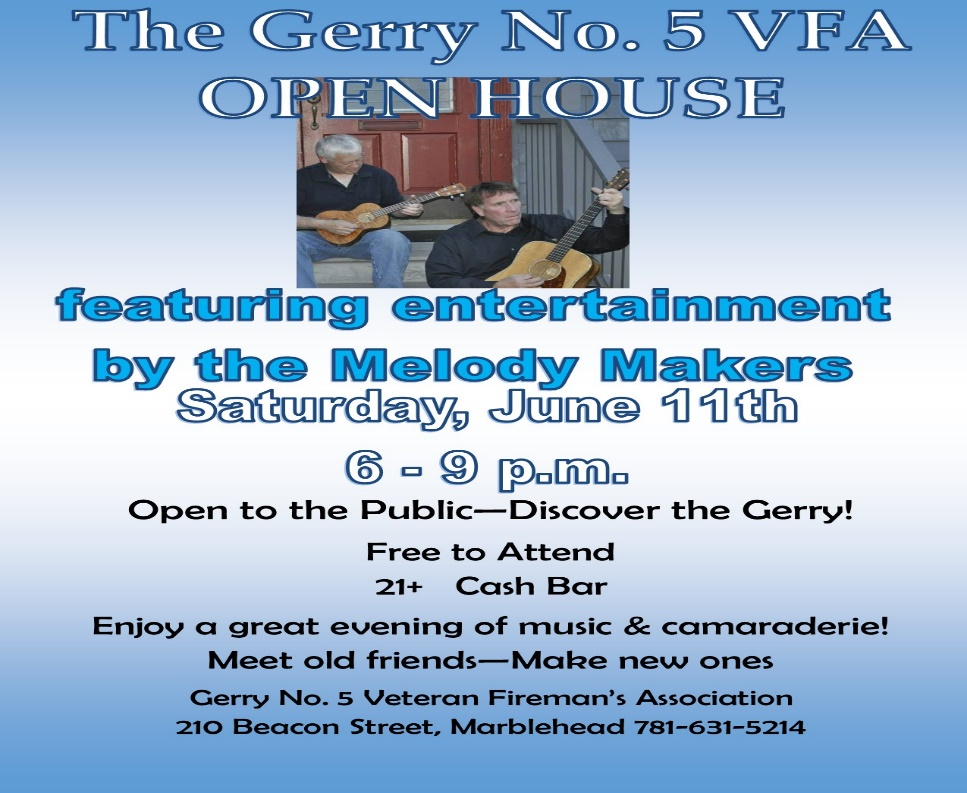 The Gerry No. 5 VFA
OPEN HOUSE
featuring entertainment
by the Melody Makers
Saturday, June 11th
6 - 9 p.m.
Open to the Public—Discover the Gerry!
Free to Attend
21+ Cash Bar
Enjoy a great evening of music & camaraderie!
Meet old friends—Make new ones
Gerry No. 5 Veteran Fireman's Association
210 Beacon Street, Marblehead 781-631-5214